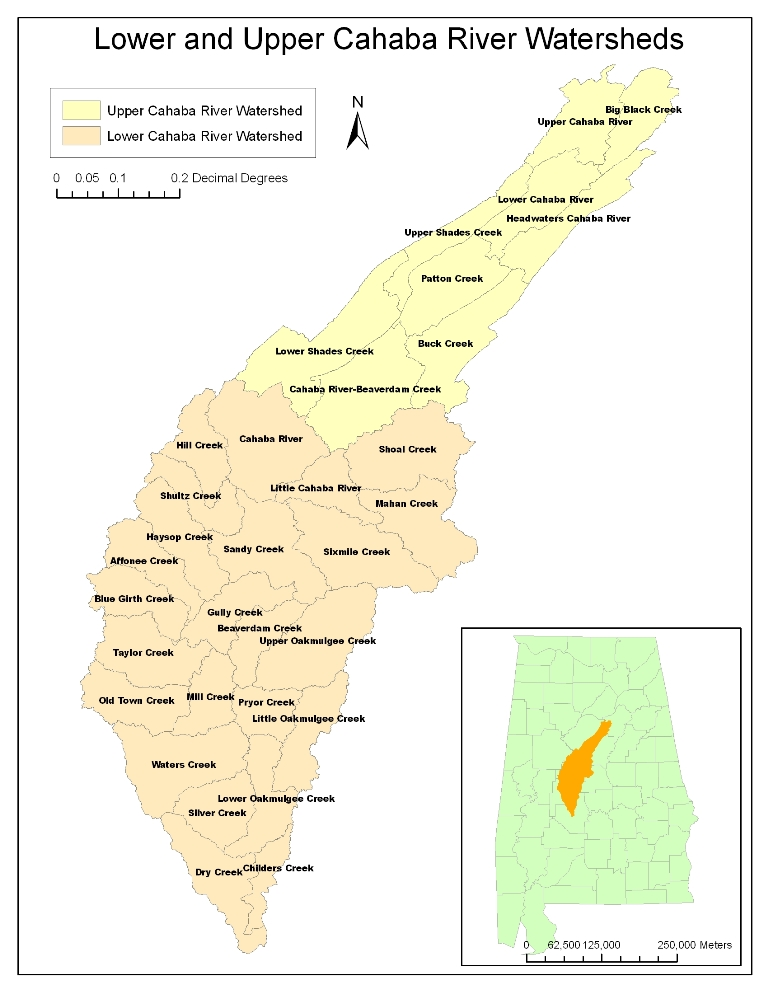 Lower and Upper Cahaba River Watersheds
Upper Cahaba River Watershed
Lower Cahaba River Watershed
N
0 0.05 0.1 0.2 Decimal Degrees
Big Black Creek
Upper Cahaba River
Lower Cahaba River
Headwaters Cahaba River
Upper Shades Creek
Patton Creek
Buck Creek
Lower Shades Creek
Cahaba River-Beaverdam Creek
Cahaba River
Hill Creek
Shoal Creek
Little Cahaba River
Shultz Creek
Mahan Creek
Haysop Creek
Sandy Creek
Sixmile Creek
Affonee Creek
Blue Girth Creek
Gully Creek
Beaverdam Creek
Upper Oakmulgee Creek
Taylor Creek
Mill Creek
Old Town Creek
Pryor Creek
Little Oakmulgee Creek
Waters Creek
Lower Oakmulgee Creek
Silver Creek
Childers Creek
Dry Creek
0 62,500 125,000 250,000 Meters